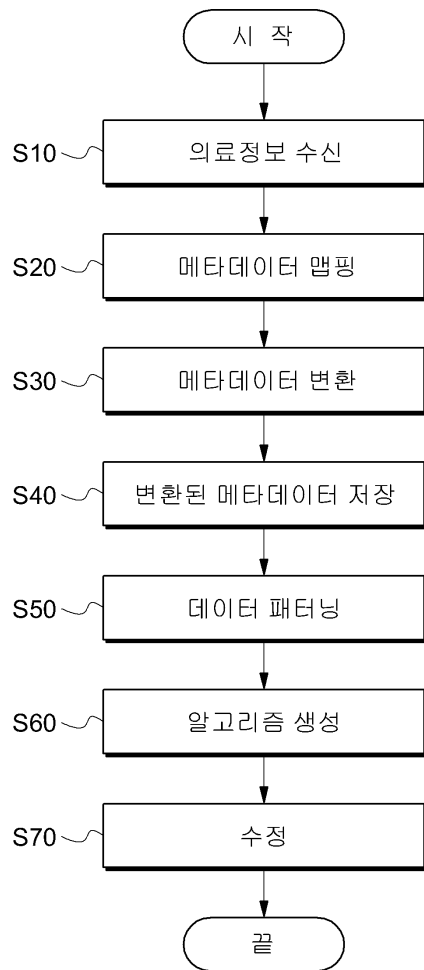 시 작
S10 의료정보 수신
S20 메타데이터 맵핑
S30 메타데이터 변환
S40 변환된 메타데이터 저장
S50 데이터 패터닝
S60 알고리즘 생성
S70 수정
끝